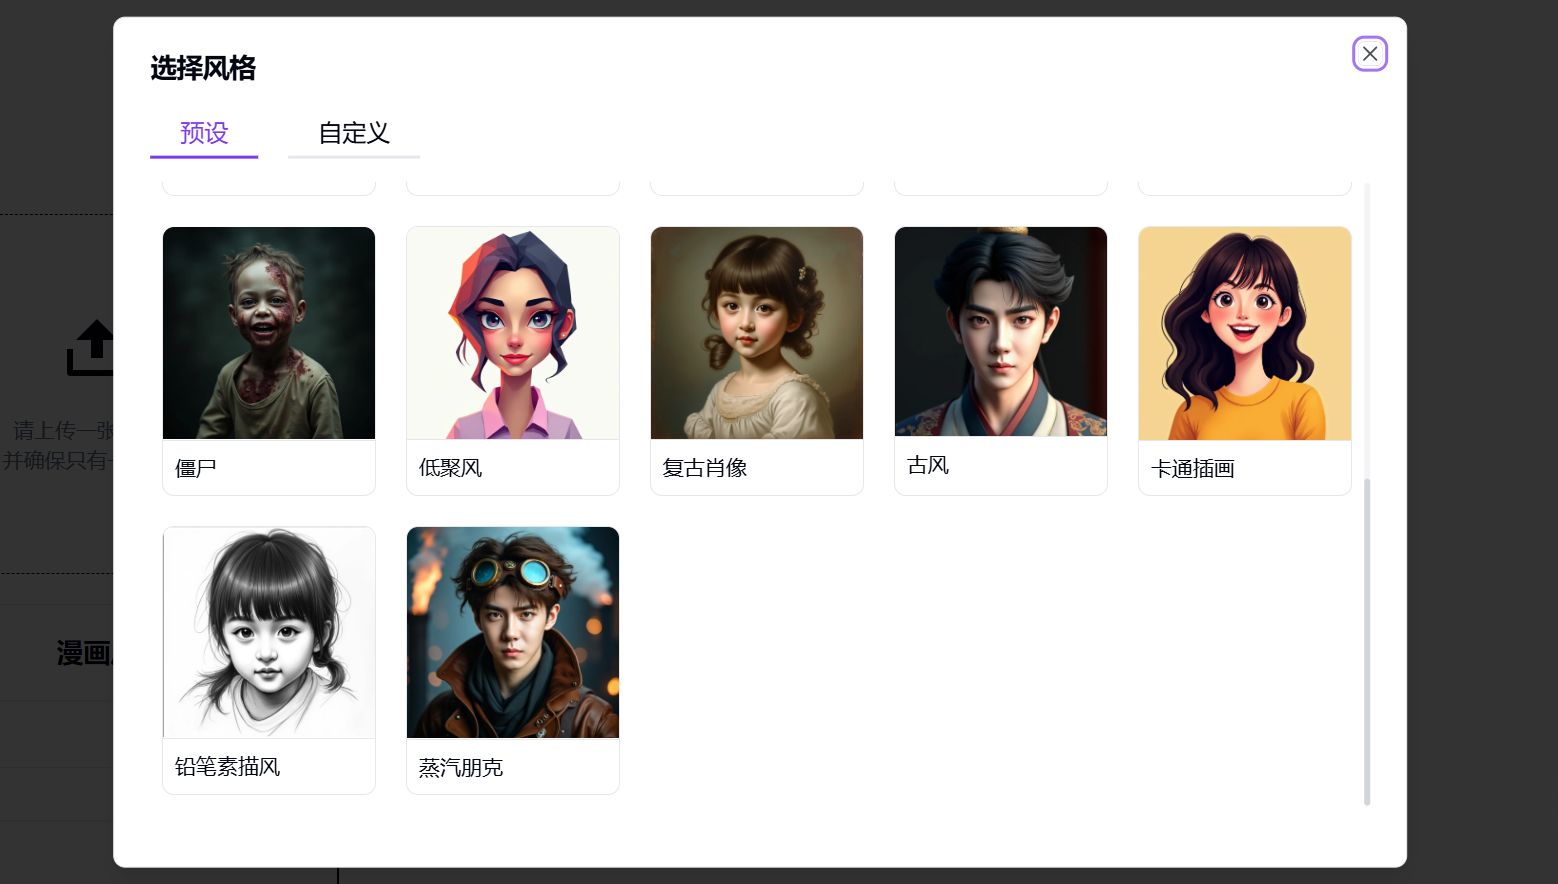 选择风格
预设
自定义
僵尸
低聚风
复古肖像
古风
卡通插画
请上传一张
并确保只有
铅笔素描风
蒸汽朋克
漫画